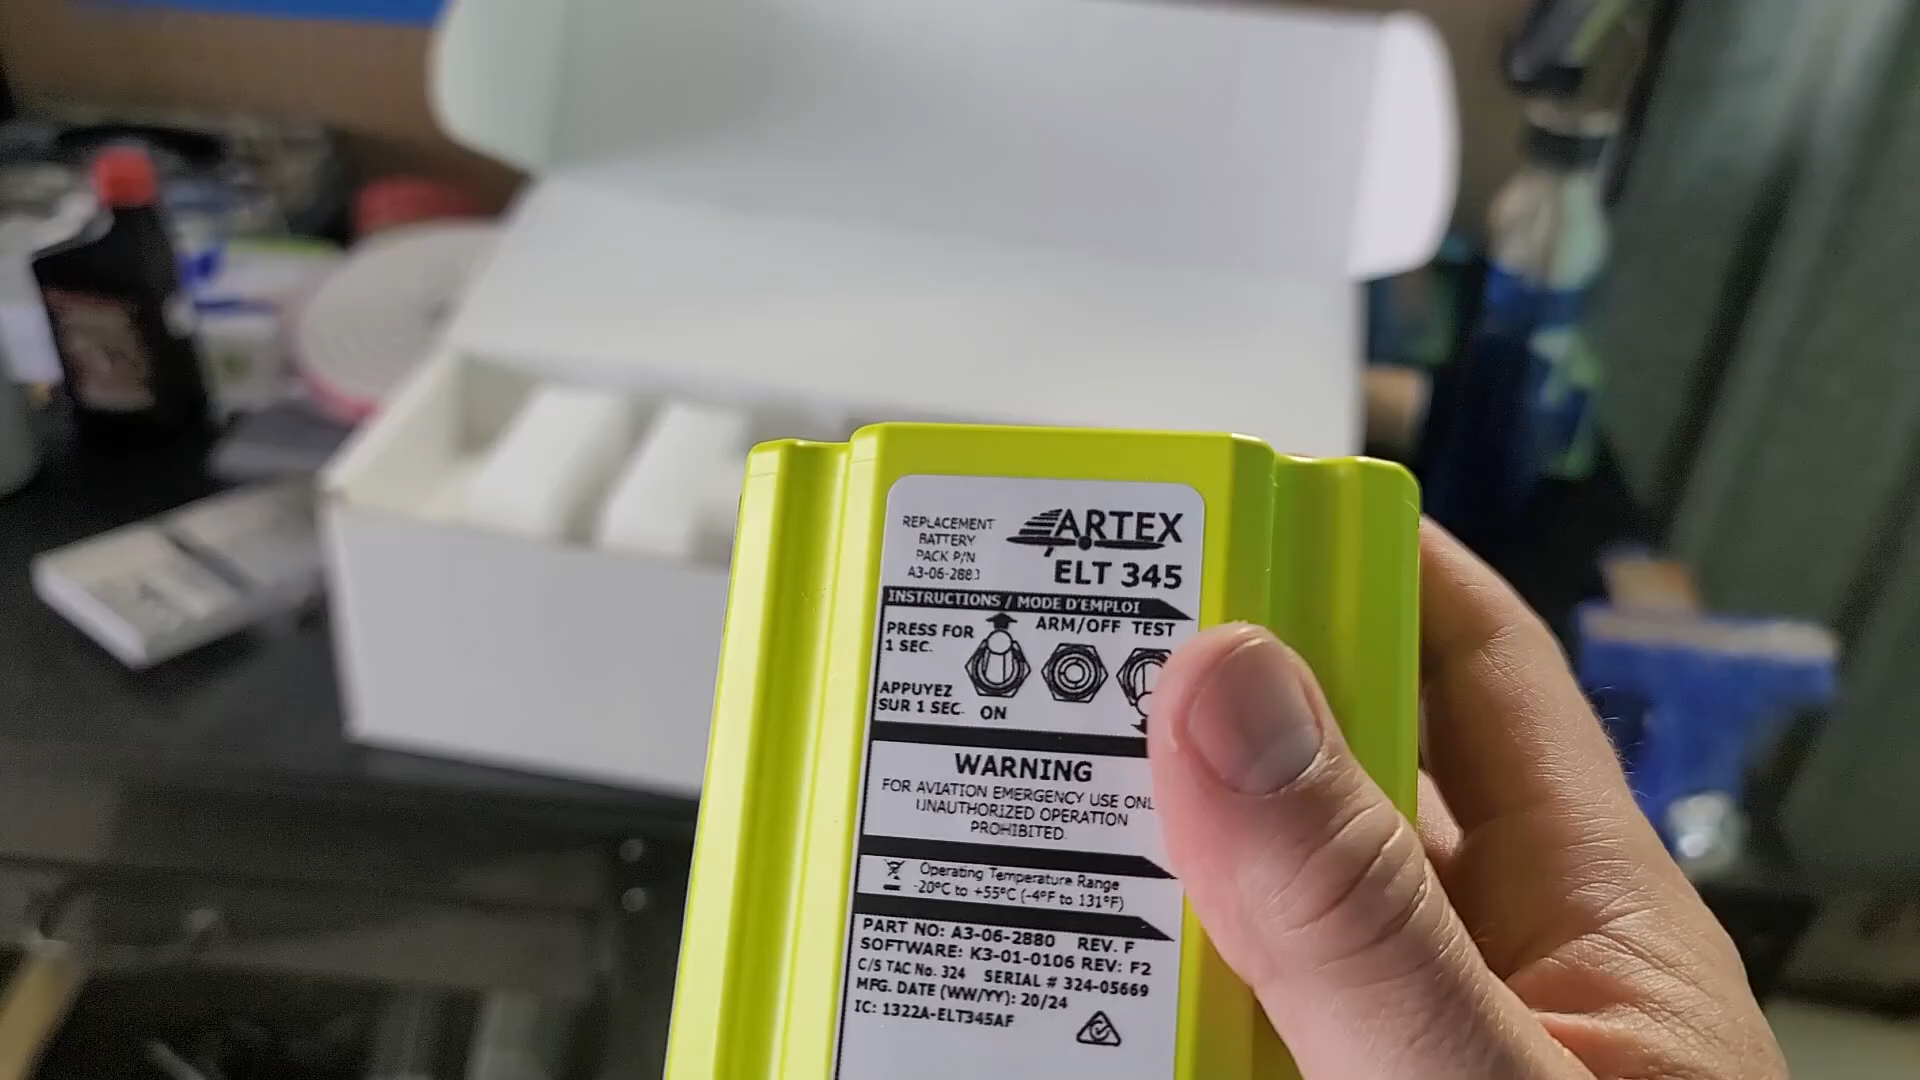 REPLACEMENT
BATTERY
PACK P/N
A3-06-2883
ARTEX
ELT 345
INSTRUCTIONS / MODE D'EMPLOI
PRESS FOR
1 SEC.
ARM/OFF TEST
APPUYEZ
SUR 1 SEC.
ON
WARNING
FOR AVIATION EMERGENCY USE ONL
UNAUTHORIZED OPERATION
PROHIBITED.
Operating Temperature Range
-20°C to +55°C (-4°F to 131°F)
PART NO: A3-06-2880 REV. F
SOFTWARE: K3-01-0106 REV: F2
C/S TAC No. 324 SERIAL # 324-05669
MFG. DATE (WW/YY): 20/24
IC: 1322A-ELT345AF